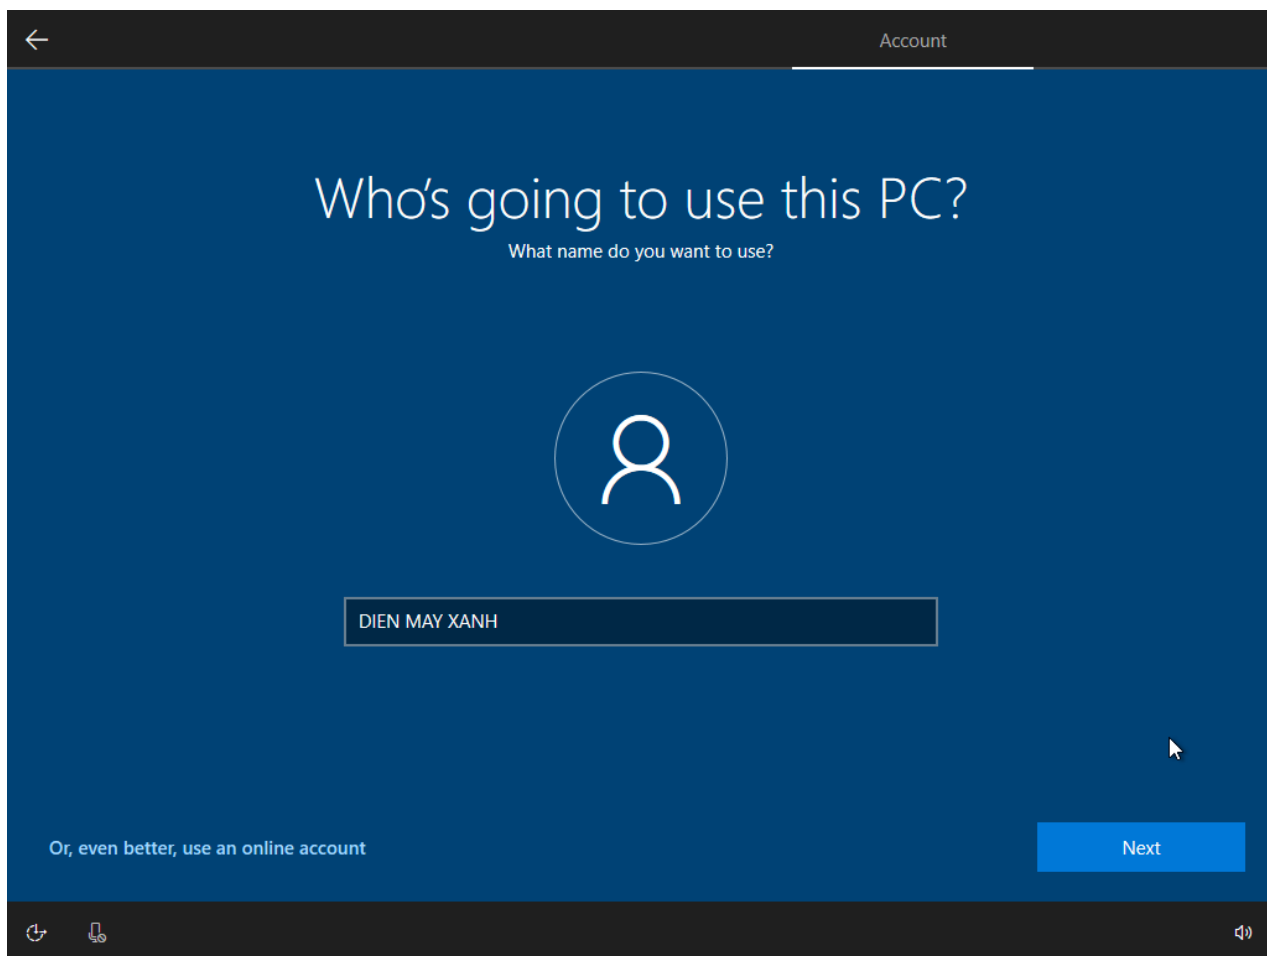 Account
Who's going to use this PC?
What name do you want to use?
DIEN MAY XANH
Or, even better, use an online account
Next